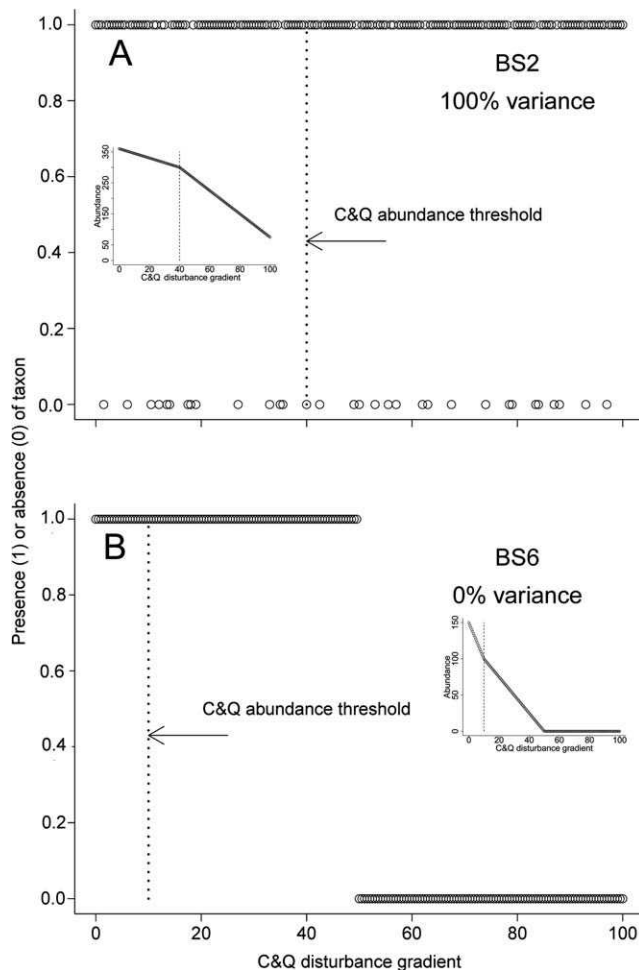 Presence (1) or absence (0) of taxon
1.0
0.8
0.6
0.4
0.2
0.0
A
BS2
100% variance
C&Q abundance threshold
Abundance
350
250
150
50
0
0 20 40 60 80 100
C&Q disturbance gradient
1.0
0.8
0.6
0.4
0.2
0.0
B
BS6
0% variance
C&Q abundance threshold
Abundance
150
100
50
0
0 20 40 60 80 100
C&Q disturbance gradient
0 20 40 60 80 100
C&Q disturbance gradient